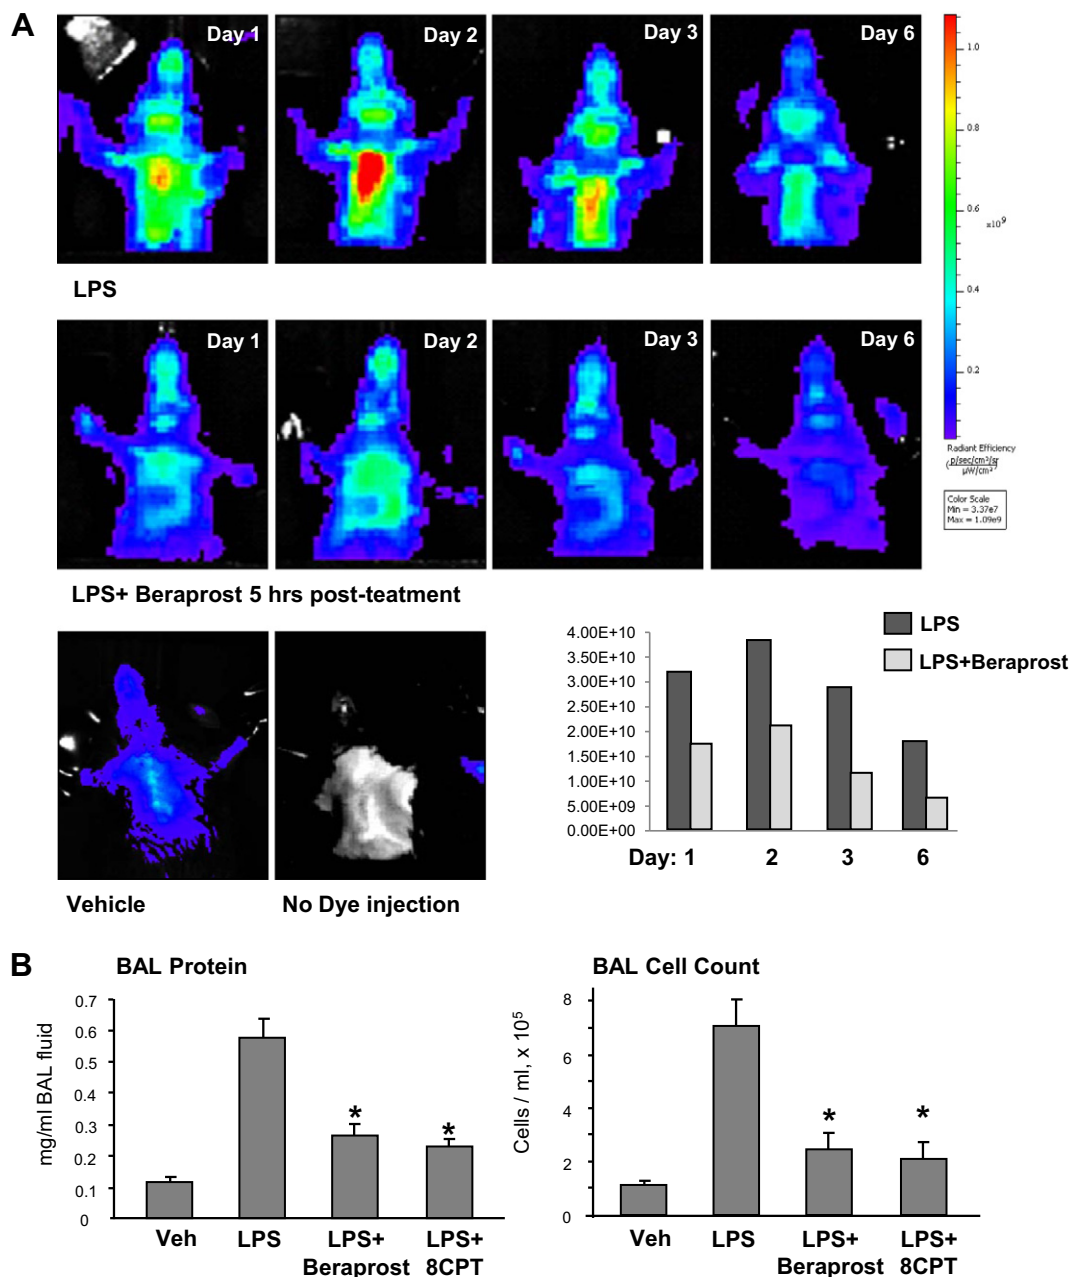 A
Day 1
Day 2
Day 3
Day 6
LPS
1.0
0.8
0.6
x10⁹
0.4
0.2
Radiant Efficiency
(p/sec/cm²/sr
µW/cm²)
Color Scale
Min = 3.37e7
Max = 1.09e9
Day 1
Day 2
Day 3
Day 6
LPS+ Beraprost 5 hrs post-teatment
Vehicle
No Dye injection
LPS
LPS+Beraprost
4.00E+10
3.50E+10
3.00E+10
2.50E+10
2.00E+10
1.50E+10
1.00E+10
5.00E+09
0.00E+00
Day: 1 2 3 6
B
BAL Protein
mg/ml BAL fluid
0.7
0.6
0.5
0.4
0.3
0.2
0.1
0
*
*
Veh LPS LPS+ LPS+
Beraprost 8CPT
BAL Cell Count
Cells / ml, x 10⁵
8
6
4
2
0
*
*
Veh LPS LPS+ LPS+
Beraprost 8CPT